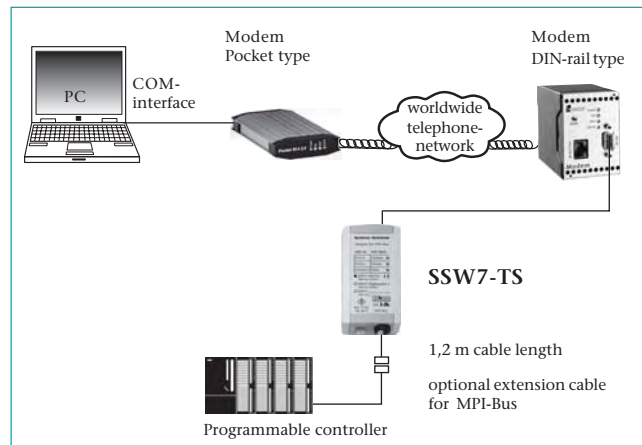 Modem
Pocket type
Modem
DIN-rail type
PC
COM-
interface
worldwide
telephone-
network
Modem
SSW7-TS
1,2 m cable length
optional extension cable
for MPI-Bus
Programmable controller